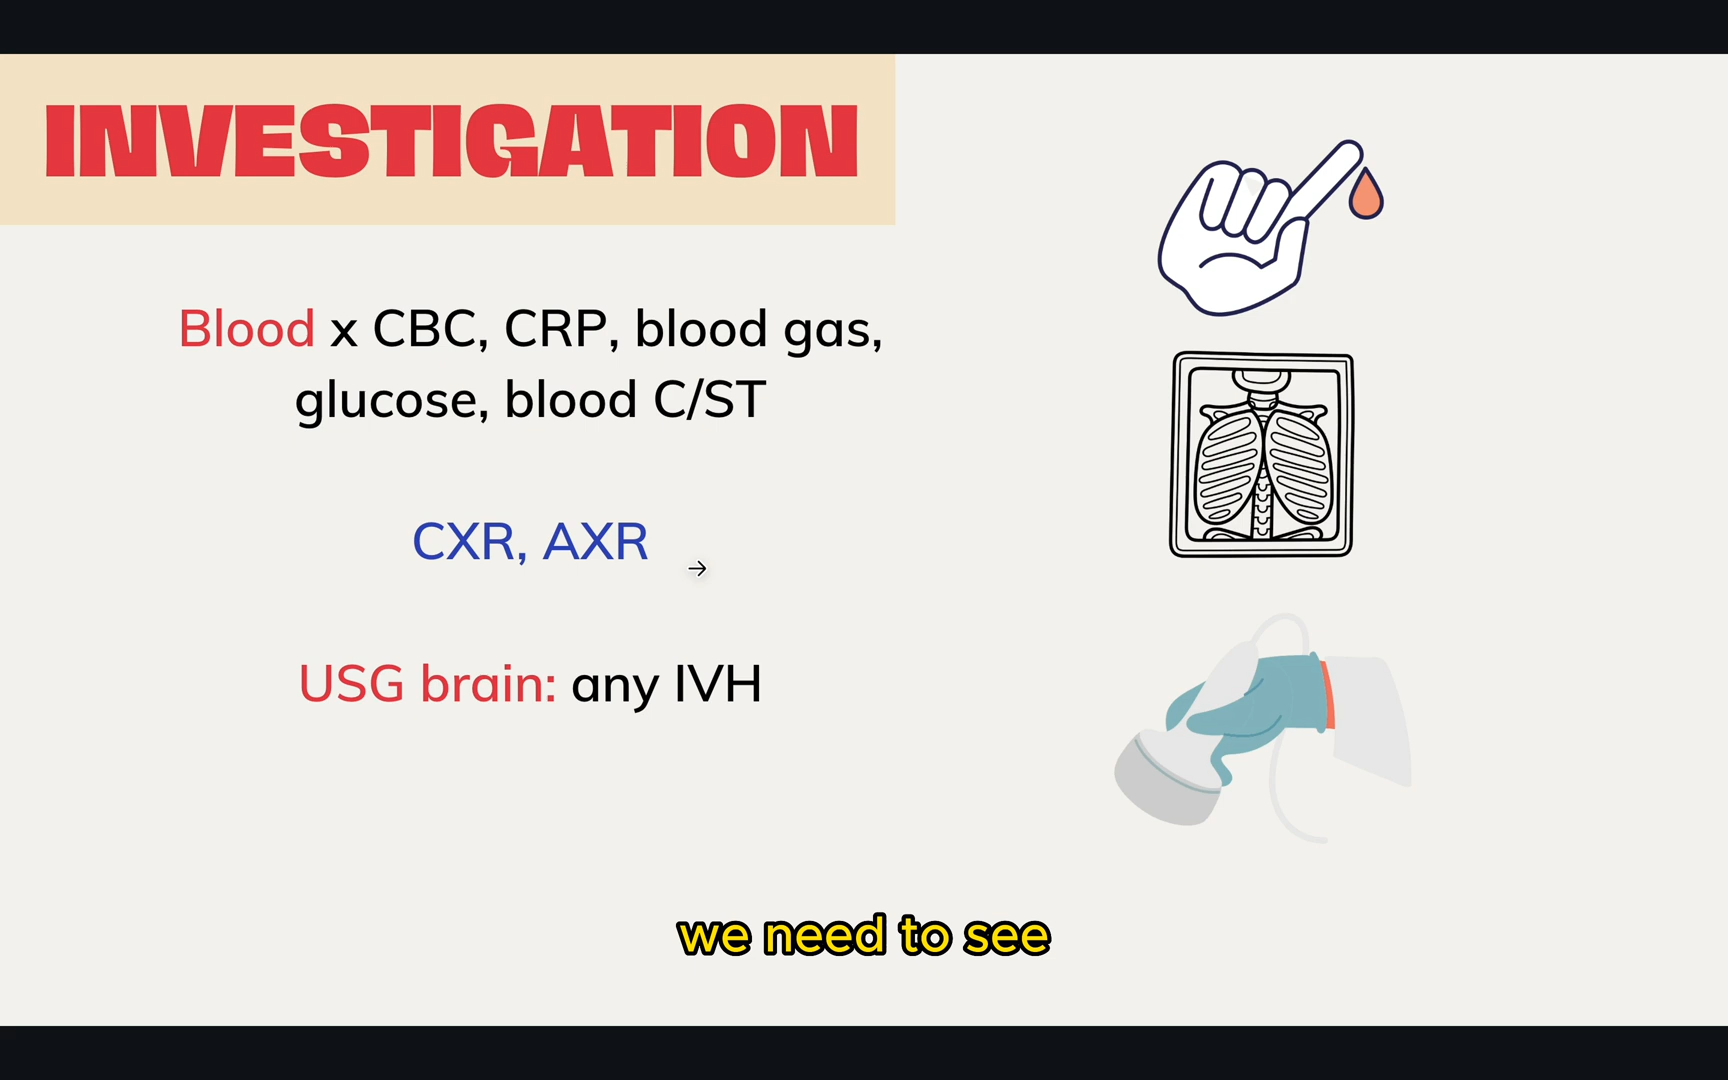 INVESTIGATION
Blood x CBC, CRP, blood gas,
glucose, blood C/ST
CXR, AXR
USG brain: any IVH
we need to see